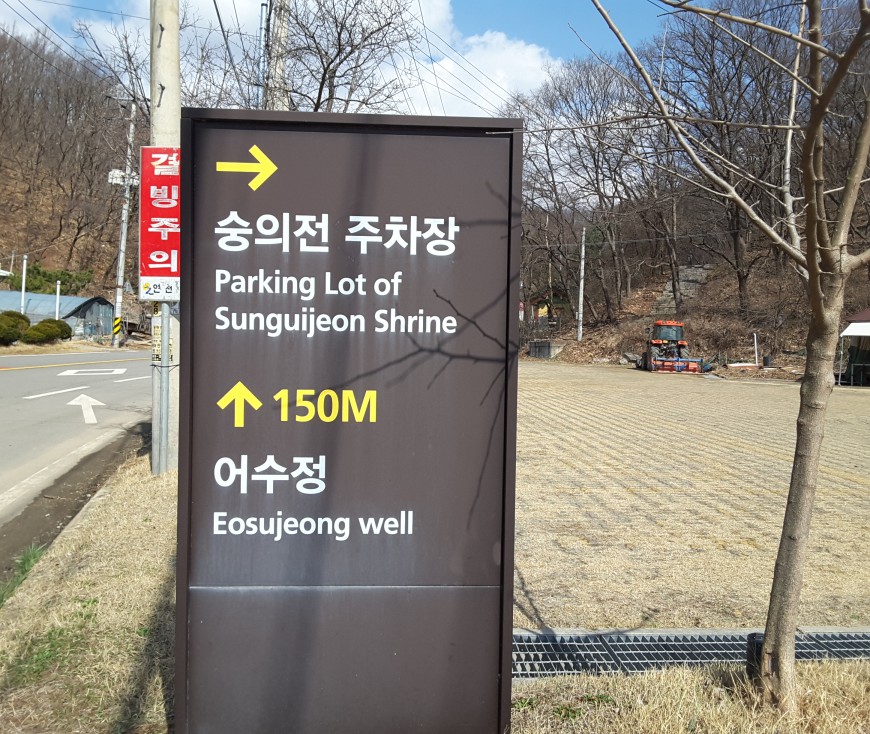 →
숭의전 주차장
Parking Lot of
Sunguijeon Shrine
↑ 150M
어수정
Eosujeong well
결빙주의